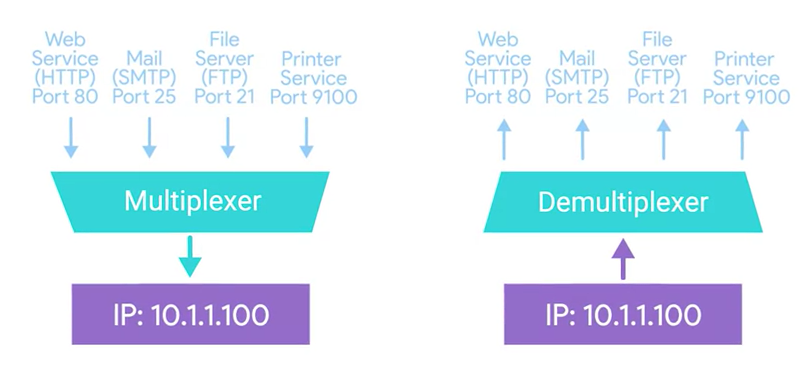 Web
Service
(HTTP)
Port 80
Mail
(SMTP)
Port 25
File
Server
(FTP)
Port 21
Printer
Service
Port 9100
Multiplexer
IP: 10.1.1.100
Web
Service
(HTTP)
Port 80
Mail
(SMTP)
Port 25
File
Server
(FTP)
Port 21
Printer
Service
Port 9100
Demultiplexer
IP: 10.1.1.100